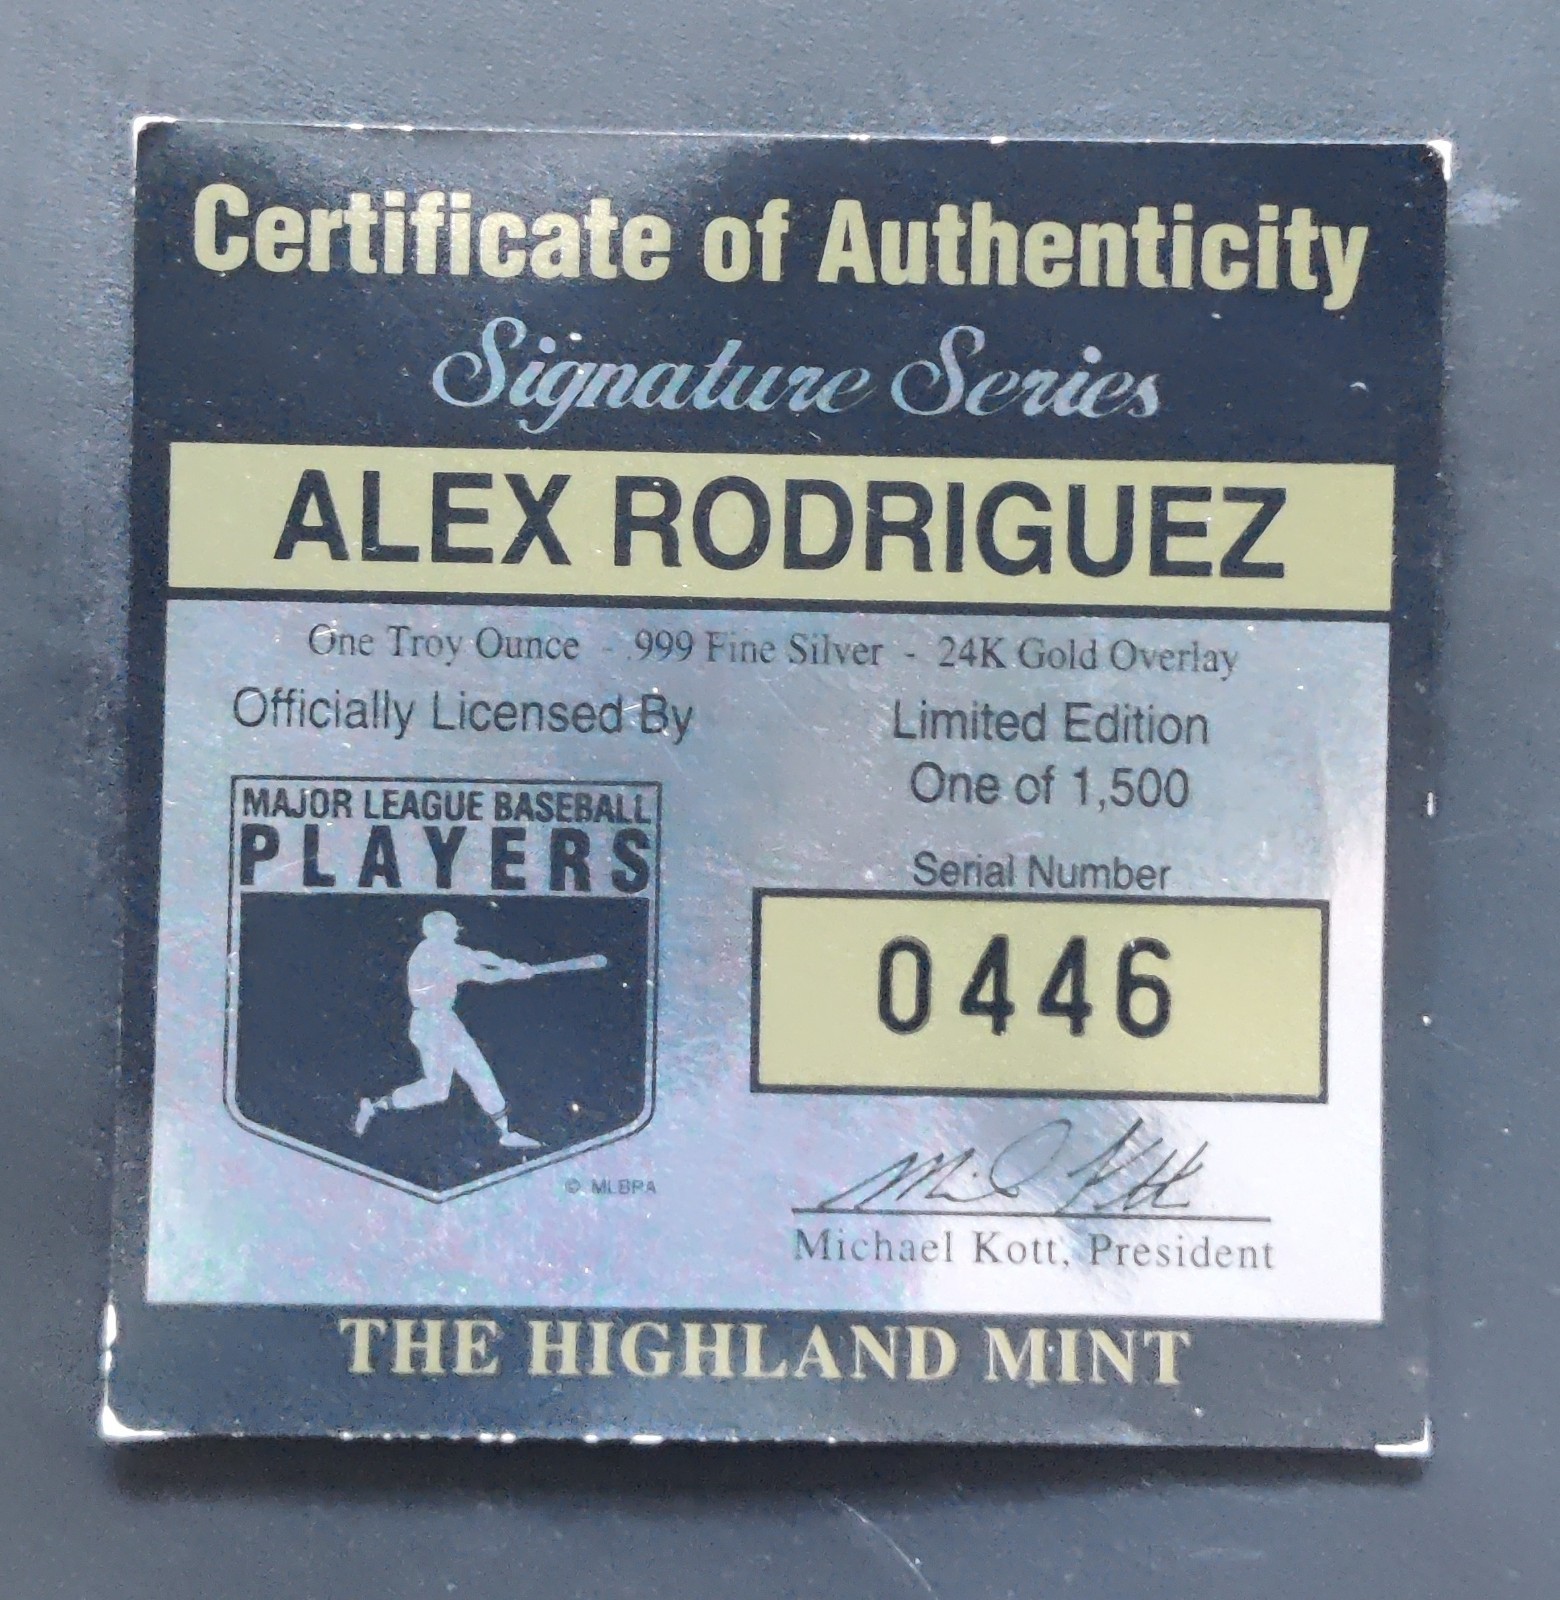 Certificate of Authenticity
Signature Series
ALEX RODRIGUEZ
One Troy Ounce - .999 Fine Silver - 24K Gold Overlay
Officially Licensed By
MAJOR LEAGUE BASEBALL
PLAYERS
© MLBPA
Limited Edition
One of 1,500
Serial Number
0446
Michael Kott
Michael Kott, President
THE HIGHLAND MINT